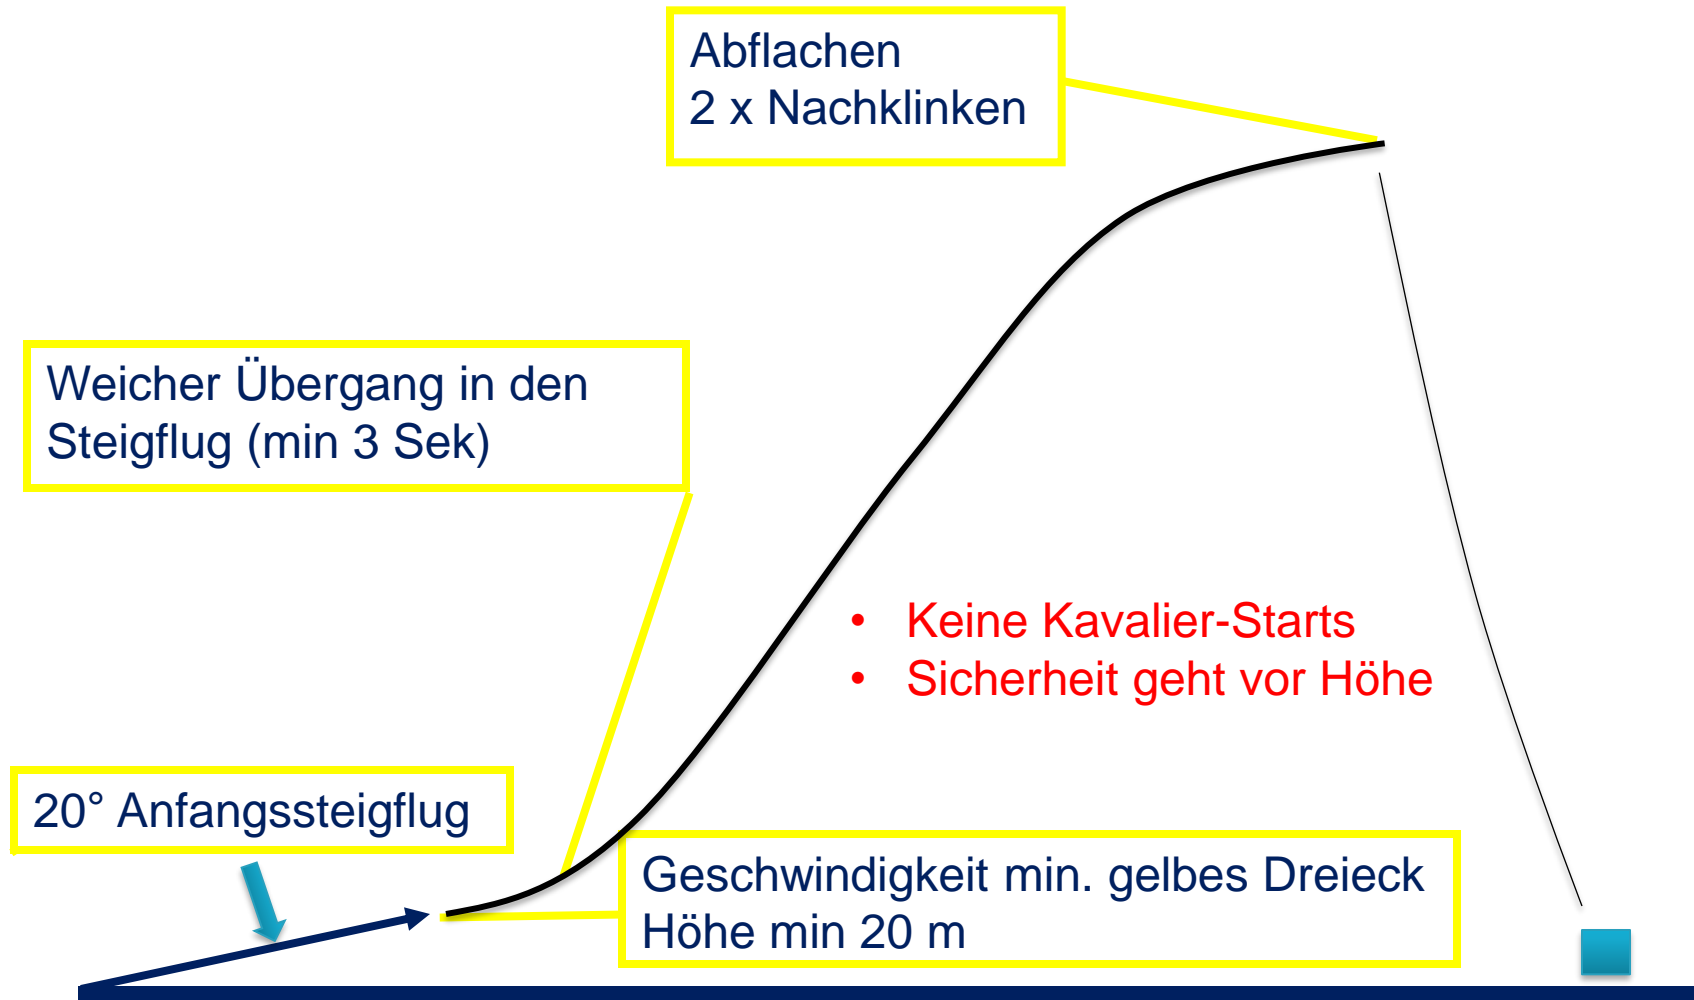 Abflachen
2 x Nachklinken
Weicher Übergang in den
Steigflug (min 3 Sek)
• Keine Kavalier-Starts
• Sicherheit geht vor Höhe
20° Anfangssteigflug
Geschwindigkeit min. gelbes Dreieck
Höhe min 20 m